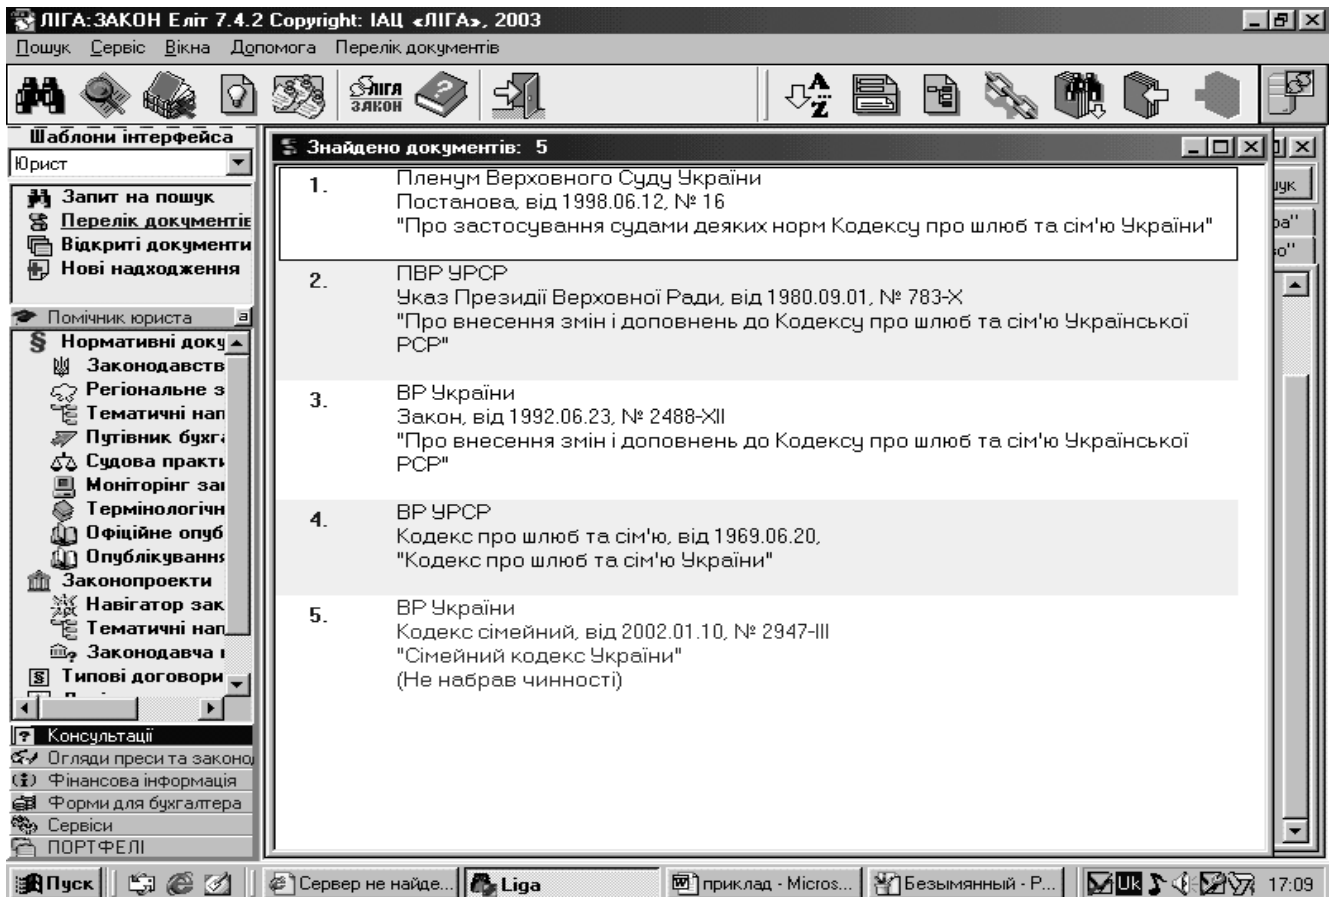 ЛІГА:ЗАКОН Еліт 7.4.2 Copyright: ІАЦ «ЛІГА», 2003
Пошук Сервіс Вікна Допомога Перелік документів
ЛІГА ЗАКОН
Шаблони інтерфейса
Юрист
Запит на пошук
Перелік документів
Відкриті документи
Нові надходження
Помічник юриста
Нормативні доку
Законодавств
Регіональне з
Тематичні нап
Путівник бухга
Судова практи
Моніторінг зак
Термінологічн
Офіційне опуб
Опублікування
Законопроекти
Навігатор зак
Тематичні нап
Законодавча і
Типові договори
Консультації
Огляди преси та законод
Фінансова інформація
Форми для бухгалтера
Сервіси
ПОРТФЕЛІ
Знайдено документів: 5
1. Пленум Верховного Суду України
Постанова, від 1998.06.12, № 16
"Про застосування судами деяких норм Кодексу про шлюб та сім'ю України"
2. ПВР УРСР
Указ Президії Верховної Ради, від 1980.09.01, № 783-X
"Про внесення змін і доповнень до Кодексу про шлюб та сім'ю Української
РСР"
3. ВР України
Закон, від 1992.06.23, № 2488-XII
"Про внесення змін і доповнень до Кодексу про шлюб та сім'ю Української
РСР"
4. ВР УРСР
Кодекс про шлюб та сім'ю, від 1969.06.20,
"Кодекс про шлюб та сім'ю України"
5. ВР України
Кодекс сімейний, від 2002.01.10, № 2947-III
"Сімейний кодекс України"
(Не набрав чинності)
Пуск
Сервер не найде...
Liga
приклад - Micros...
Безымянный - P...
Uk
17:09